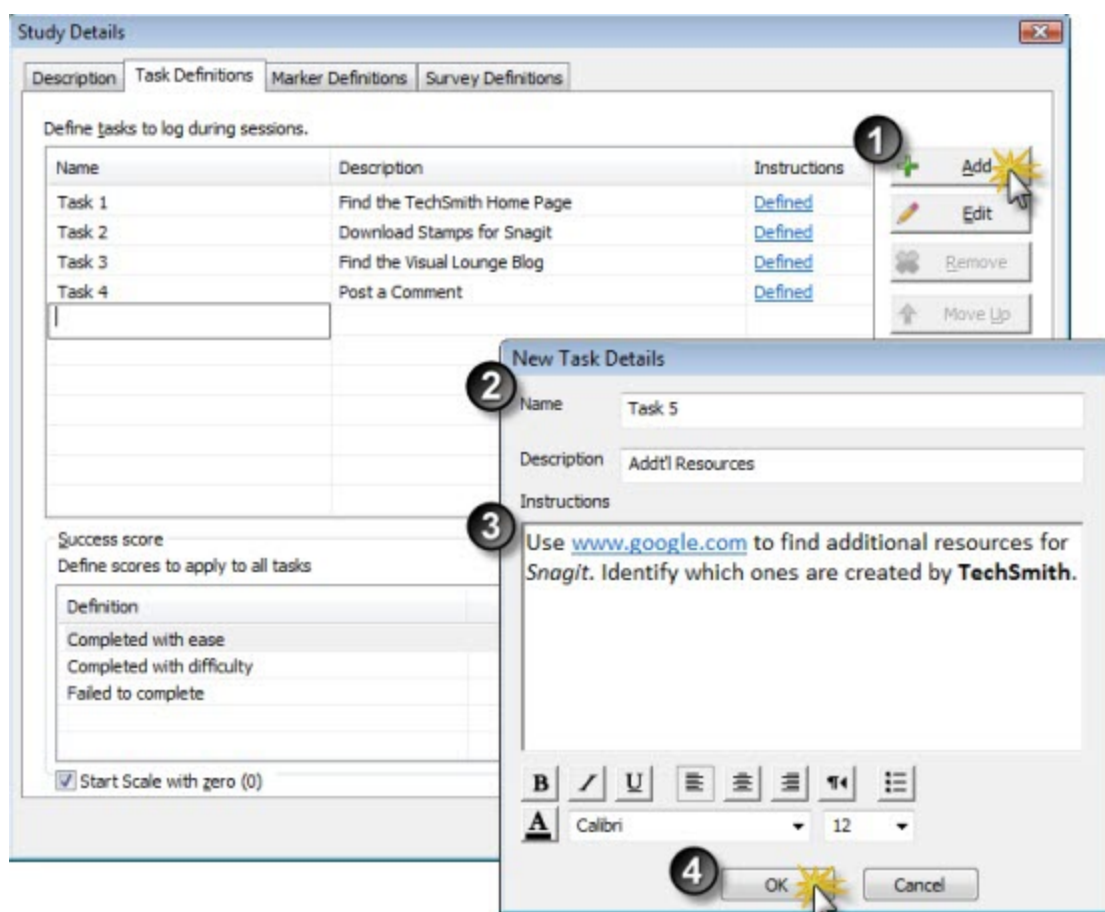 Study Details
Description Task Definitions Marker Definitions Survey Definitions
Define tasks to log during sessions.
1
Name Description Instructions
Add
Task 1 Find the TechSmith Home Page Defined
Edit
Task 2 Download Stamps for Snagit Defined
Task 3 Find the Visual Lounge Blog Defined
Remove
Task 4 Post a Comment Defined
Move Up
New Task Details
2
Name Task 5
Description Addt'l Resources
Instructions
3
Use www.google.com to find additional resources for
Snagit. Identify which ones are created by TechSmith.
Success score
Define scores to apply to all tasks
Definition
Completed with ease
Completed with difficulty
Failed to complete
Start Scale with zero (0)
B I U
A Calibri 12
4
OK Cancel